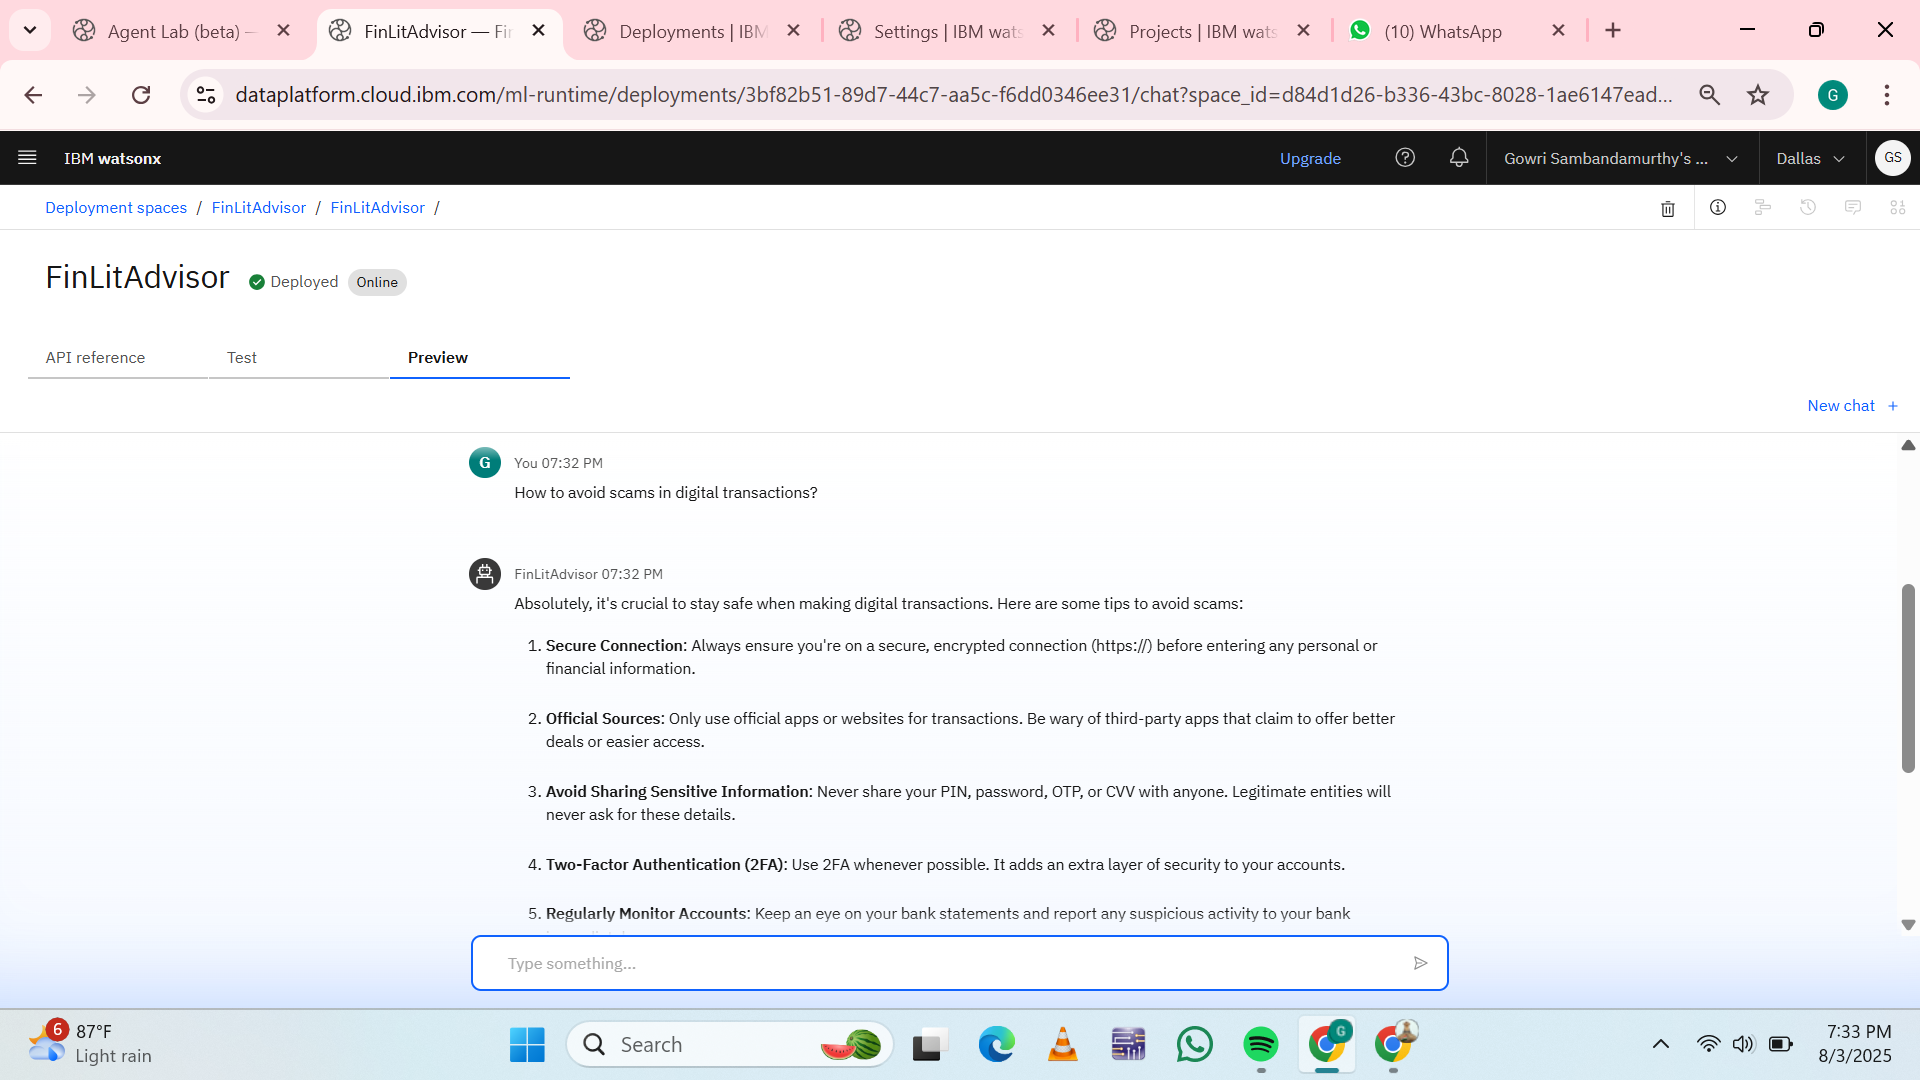 Agent Lab (beta) —
FinLitAdvisor — Fi
Deployments | IBM
Settings | IBM wats
Projects | IBM wats
(10) WhatsApp
dataplatform.cloud.ibm.com/ml-runtime/deployments/3bf82b51-89d7-44c7-aa5c-f6dd0346ee31/chat?space_id=d84d1d26-b336-43bc-8028-1ae6147ead...
G
IBM watsonx
Upgrade
Gowri Sambandamurthy's ...
Dallas
GS
Deployment spaces / FinLitAdvisor / FinLitAdvisor /
FinLitAdvisor
Deployed
Online
API reference
Test
Preview
New chat +
G
You 07:32 PM
How to avoid scams in digital transactions?
FinLitAdvisor 07:32 PM
Absolutely, it's crucial to stay safe when making digital transactions. Here are some tips to avoid scams:
1. Secure Connection: Always ensure you're on a secure, encrypted connection (https://) before entering any personal or
financial information.
2. Official Sources: Only use official apps or websites for transactions. Be wary of third-party apps that claim to offer better
deals or easier access.
3. Avoid Sharing Sensitive Information: Never share your PIN, password, OTP, or CVV with anyone. Legitimate entities will
never ask for these details.
4. Two-Factor Authentication (2FA): Use 2FA whenever possible. It adds an extra layer of security to your accounts.
5. Regularly Monitor Accounts: Keep an eye on your bank statements and report any suspicious activity to your bank
Type something...
6
87°F
Light rain
Search
G
7:33 PM
8/3/2025